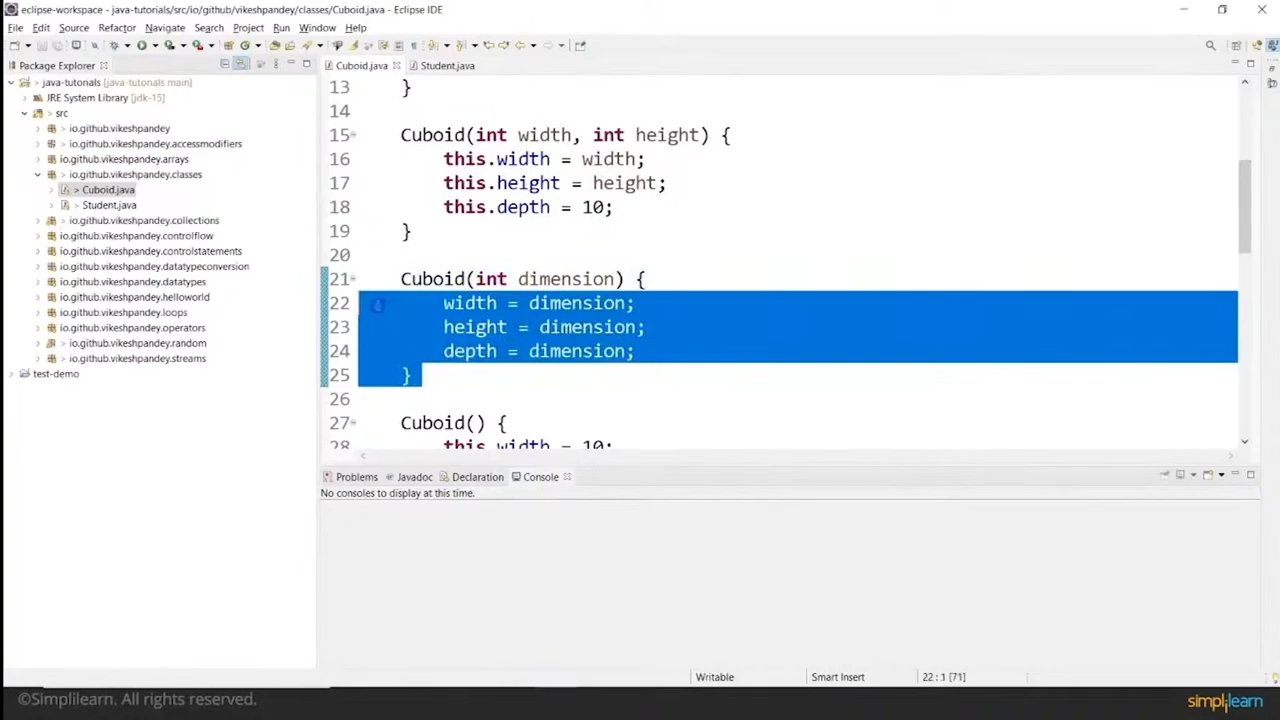 eclipse-workspace - java-tutorials/src/io/github/vikeshpandey/classes/Cuboid.java - Eclipse IDE
File Edit Source Refactor Navigate Search Project Run Window Help
Package Explorer
Cuboid.java
Student.java
> java-tutorials [java-tutorials main]
JRE System Library [jdk-15]
> src
> io.github.vikeshpandey
> io.github.vikeshpandey.accessmodifiers
io.github.vikeshpandey.arrays
> io.github.vikeshpandey.classes
> Cuboid.java
> Student.java
> io.github.vikeshpandey.collections
io.github.vikeshpandey.controlflow
io.github.vikeshpandey.controlstatements
> io.github.vikeshpandey.datatypeconversion
> io.github.vikeshpandey.datatypes
> io.github.vikeshpandey.helloworld
io.github.vikeshpandey.loops
io.github.vikeshpandey.operators
> io.github.vikeshpandey.random
> io.github.vikeshpandey.streams
> test-demo
13 }
14
15 Cuboid(int width, int height) {
16 this.width = width;
17 this.height = height;
18 this.depth = 10;
19 }
20
21 Cuboid(int dimension) {
22 width = dimension;
23 height = dimension;
24 depth = dimension;
25 }
26
27 Cuboid() {
28 this.width = 10;
Problems Javadoc Declaration Console
No consoles to display at this time.
Writable Smart Insert 22 : 1 [71]
©Simplilearn. All rights reserved.
simplilearn